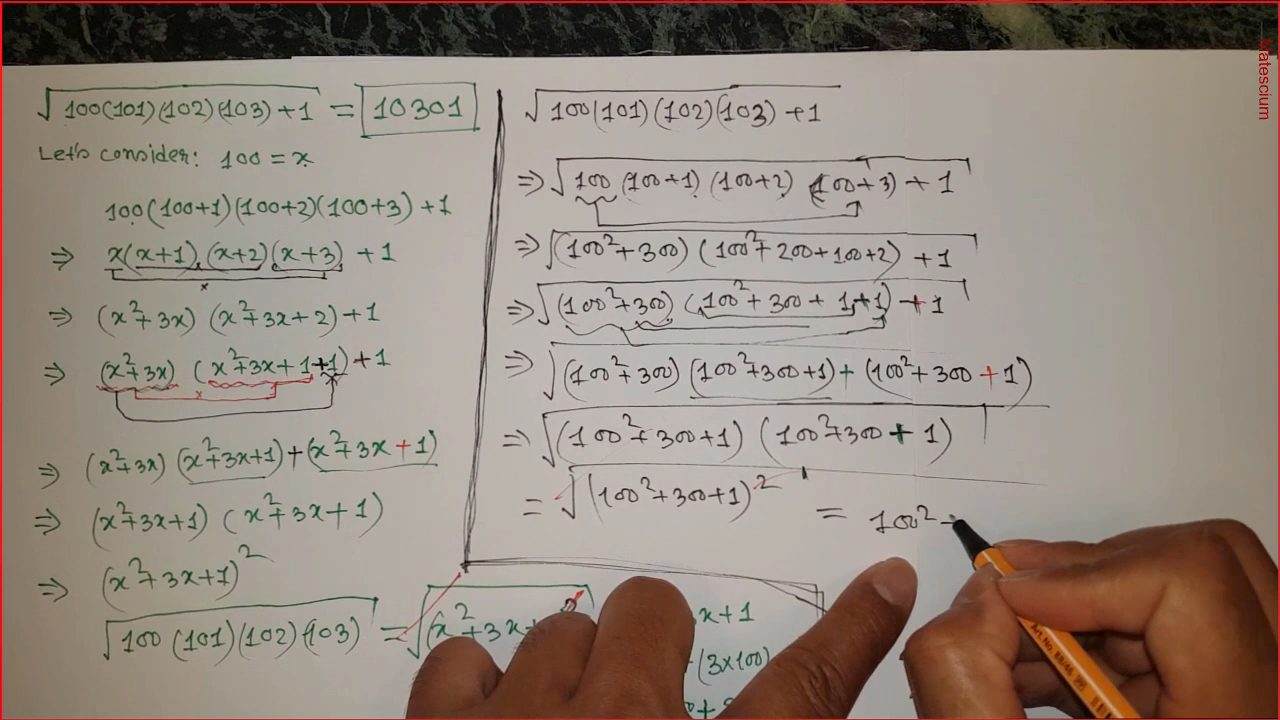 √100(101)(102)(103)+1 = 10301
Let's consider: 100 = x
100(100+1)(100+2)(100+3)+1
⇒ x(x+1)(x+2)(x+3)+1
x
⇒ (x²+3x)(x²+3x+2)+1
⇒ (x²+3x)(x²+3x+1+1)+1
x
⇒ (x²+3x)(x²+3x+1)+(x²+3x+1)
⇒ (x²+3x+1)(x²+3x+1)
⇒ (x²+3x+1)²
√100(101)(102)(103) = √(x²+3x+
√100(101)(102)(103)+1
⇒ √100(100+1)(100+2)(100+3)+1
⇒ √(100²+300)(100²+200+100+2)+1
⇒ √(100²+300)(100²+300+1+1)+1
⇒ √(100²+300)(100²+300+1)+(100²+300+1)
⇒ √(100²+300+1)(100²+300+1)
= √(100²+300+1)² = 100²-
x+1
(3x100)
Matescium
Art. No. 88/46